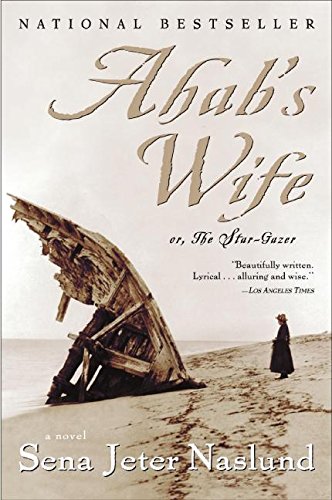 NATIONAL BESTSELLER
Ahab's
Wife
or, The Star-Gazer
"Beautifully written.
Lyrical . . . alluring and wise."
—LOS ANGELES TIMES
a novel
Sena Jeter Naslund